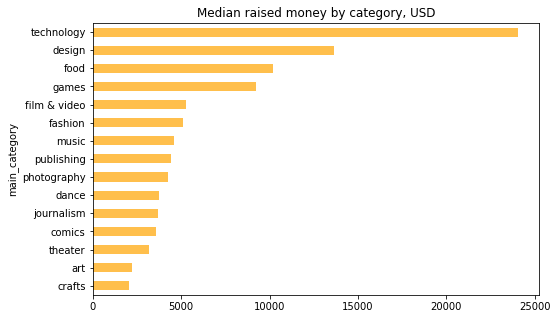 Median raised money by category, USD
main_category
technology
design
food
games
film & video
fashion
music
publishing
photography
dance
journalism
comics
theater
art
crafts
0 5000 10000 15000 20000 25000